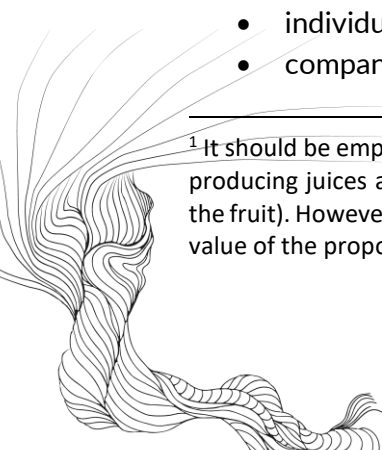 • individu
• compan
¹ It should be emp
producing juices a
the fruit). Howeve
value of the propo